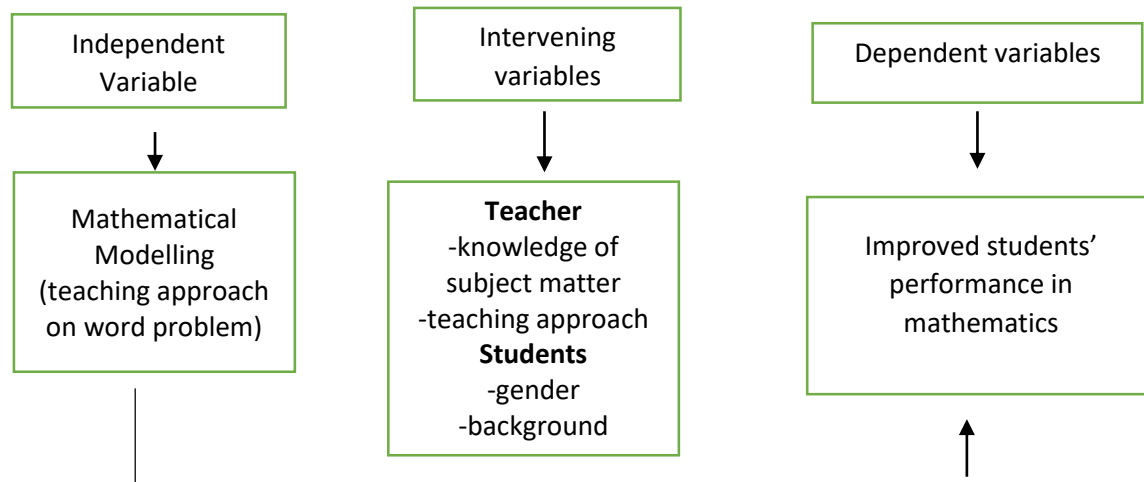 Independent
Variable
Intervening
variables
Dependent variables
Mathematical
Modelling
(teaching approach
on word problem)
Teacher
-knowledge of
subject matter
-teaching approach
Students
-gender
-background
Improved students’
performance in
mathematics